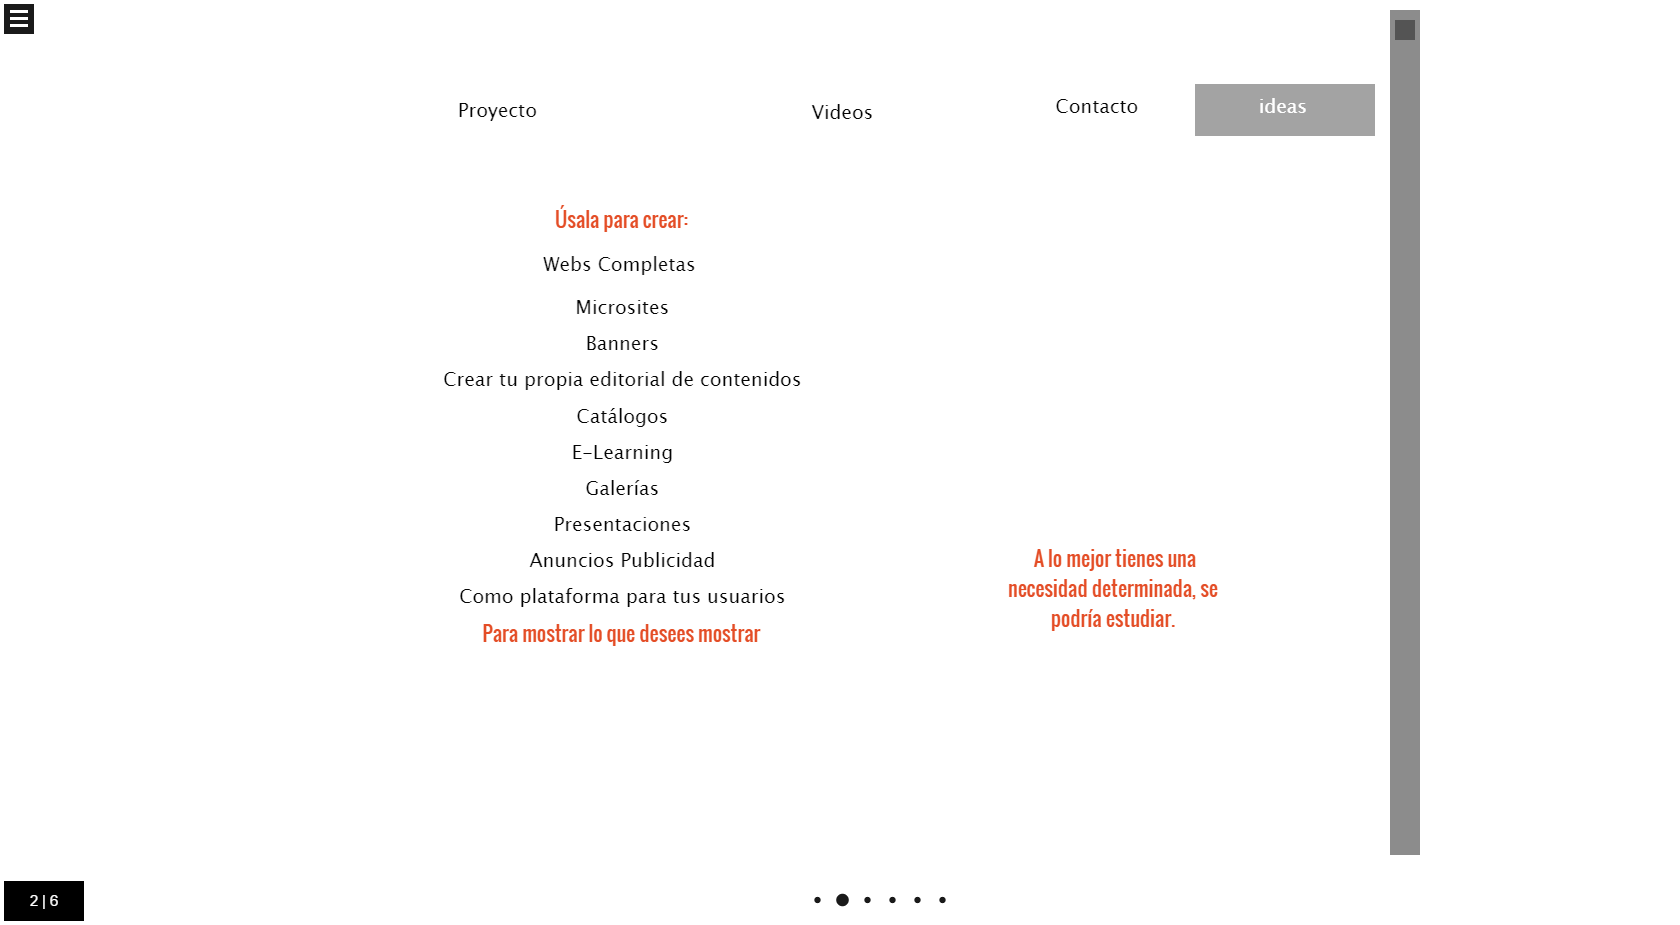 Proyecto
Videos
Contacto
ideas
Úsala para crear:
Webs Completas
Microsites
Banners
Crear tu propia editorial de contenidos
Catálogos
E-Learning
Galerías
Presentaciones
Anuncios Publicidad
Como plataforma para tus usuarios
Para mostrar lo que desees mostrar
A lo mejor tienes una
necesidad determinada, se
podría estudiar.
2 | 6